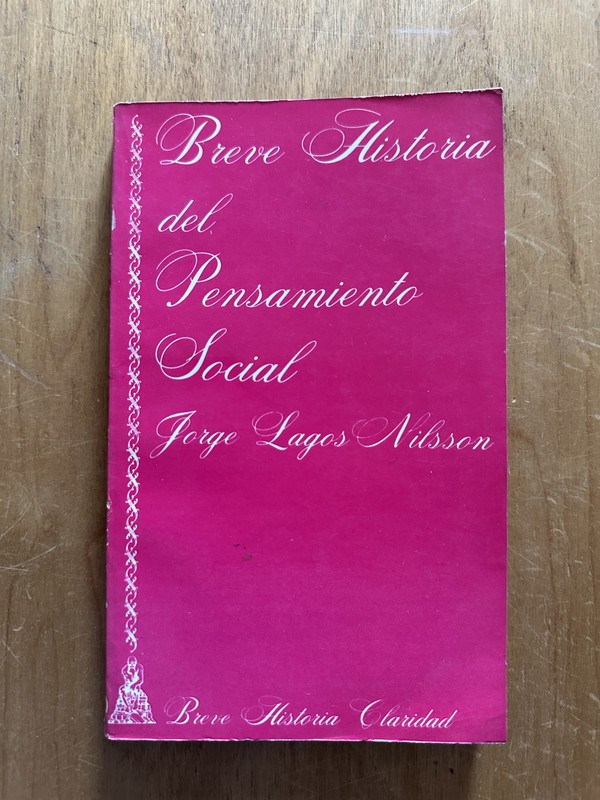 Breve Historia
del
Pensamiento
Social
Jorge Lagos Nilsson
Breve Historia Claridad